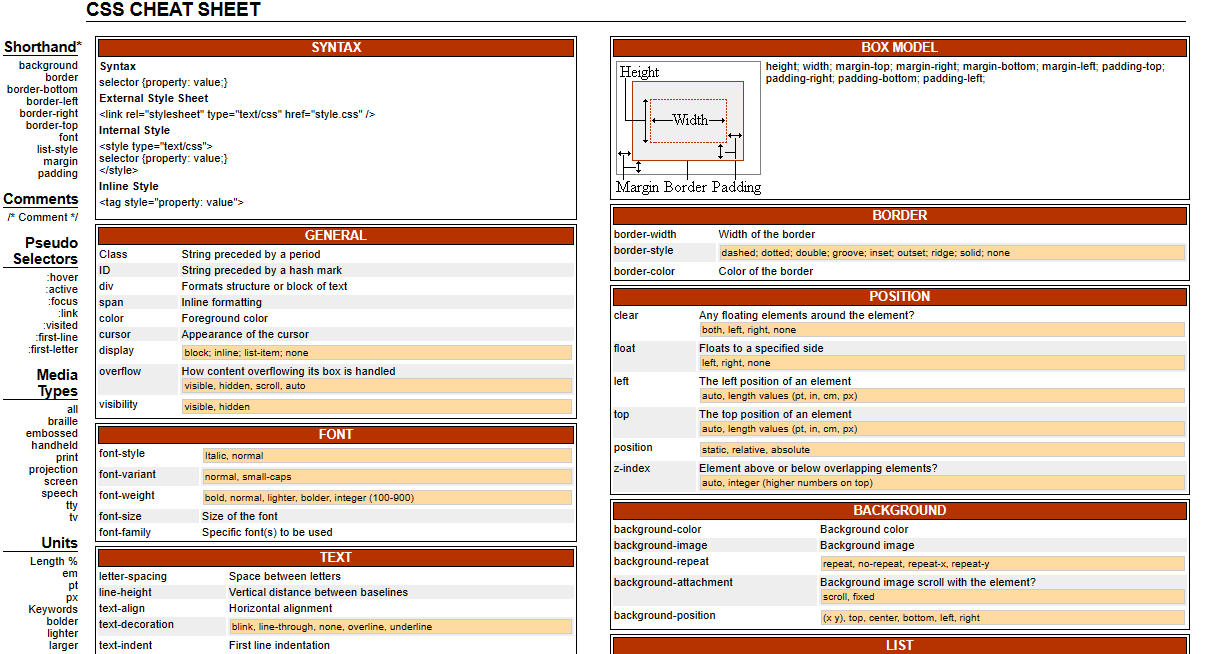 CSS CHEAT SHEET
Shorthand*
background
border
border-bottom
border-left
border-right
border-top
font
list-style
margin
padding
Comments
/* Comment */
Pseudo
Selectors
:hover
:active
:focus
:link
:visited
:first-line
:first-letter
Media
Types
all
braille
embossed
handheld
print
projection
screen
speech
tty
tv
Units
Length %
em
pt
px
Keywords
bolder
lighter
larger
SYNTAX
Syntax
selector {property: value;}
External Style Sheet
<link rel="stylesheet" type="text/css" href="style.css" />
Internal Style
<style type="text/css">
selector {property: value;}
</style>
Inline Style
<tag style="property: value">
GENERAL
Class String preceded by a period
ID String preceded by a hash mark
div Formats structure or block of text
span Inline formatting
color Foreground color
cursor Appearance of the cursor
display block; inline; list-item; none
overflow How content overflowing its box is handled
visible, hidden, scroll, auto
visibility visible, hidden
FONT
font-style Italic, normal
font-variant normal, small-caps
font-weight bold, normal, lighter, bolder, integer (100-900)
font-size Size of the font
font-family Specific font(s) to be used
TEXT
letter-spacing Space between letters
line-height Vertical distance between baselines
text-align Horizontal alignment
text-decoration blink, line-through, none, overline, underline
text-indent First line indentation
BOX MODEL
Height
Width
Margin Border Padding
height; width; margin-top; margin-right; margin-bottom; margin-left; padding-top;
padding-right; padding-bottom; padding-left;
BORDER
border-width Width of the border
border-style dashed; dotted; double; groove; inset; outset; ridge; solid; none
border-color Color of the border
POSITION
clear Any floating elements around the element?
both, left, right, none
float Floats to a specified side
left, right, none
left The left position of an element
auto, length values (pt, in, cm, px)
top The top position of an element
auto, length values (pt, in, cm, px)
position static, relative, absolute
z-index Element above or below overlapping elements?
auto, integer (higher numbers on top)
BACKGROUND
background-color Background color
background-image Background image
background-repeat repeat, no-repeat, repeat-x, repeat-y
background-attachment Background image scroll with the element?
scroll, fixed
background-position (x y), top, center, bottom, left, right
LIST